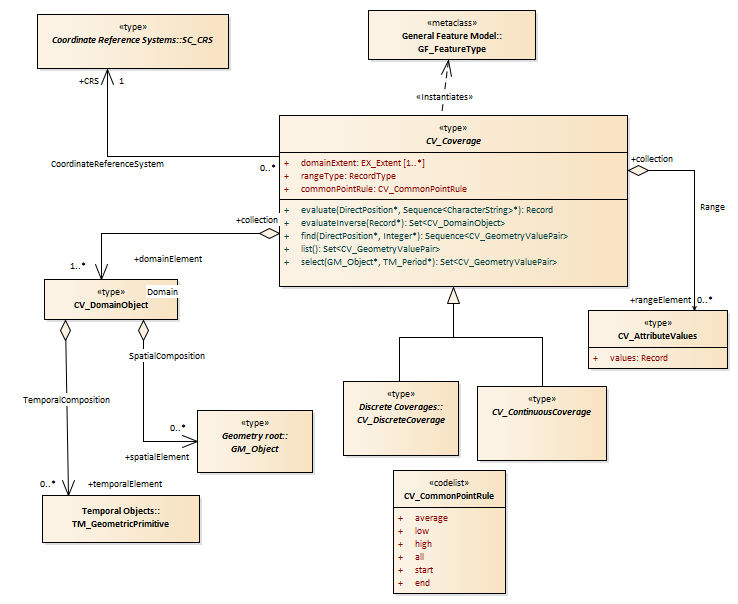 «type»
Coordinate Reference Systems::SC_CRS
«metaclass»
General Feature Model::
GF_FeatureType
+CRS
1
«Instantiates»
«type»
CV_Coverage
+ domainExtent: EX_Extent [1..*]
+ rangeType: RecordType
+ commonPointRule: CV_CommonPointRule
+ evaluate(DirectPosition*, Sequence<CharacterString>*): Record
+ evaluateInverse(Record*): Set<CV_DomainObject>
+ find(DirectPosition*, Integer*): Sequence<CV_GeometryValuePair>
+ list(): Set<CV_GeometryValuePair>
+ select(GM_Object*, TM_Period*): Set<CV_GeometryValuePair>
CoordinateReferenceSystem
0..*
+collection
Range
+collection
+domainElement
1..*
«type»
Domain
CV_DomainObject
+rangeElement
0..*
«type»
CV_AttributeValues
+ values: Record
SpatialComposition
TemporalComposition
«type»
Discrete Coverages::
CV_DiscreteCoverage
«type»
CV_ContinuousCoverage
0..*
+spatialElement
«type»
Geometry root::
GM_Object
0..*
+temporalElement
Temporal Objects::
TM_GeometricPrimitive
«codelist»
CV_CommonPointRule
+ average
+ low
+ high
+ all
+ start
+ end